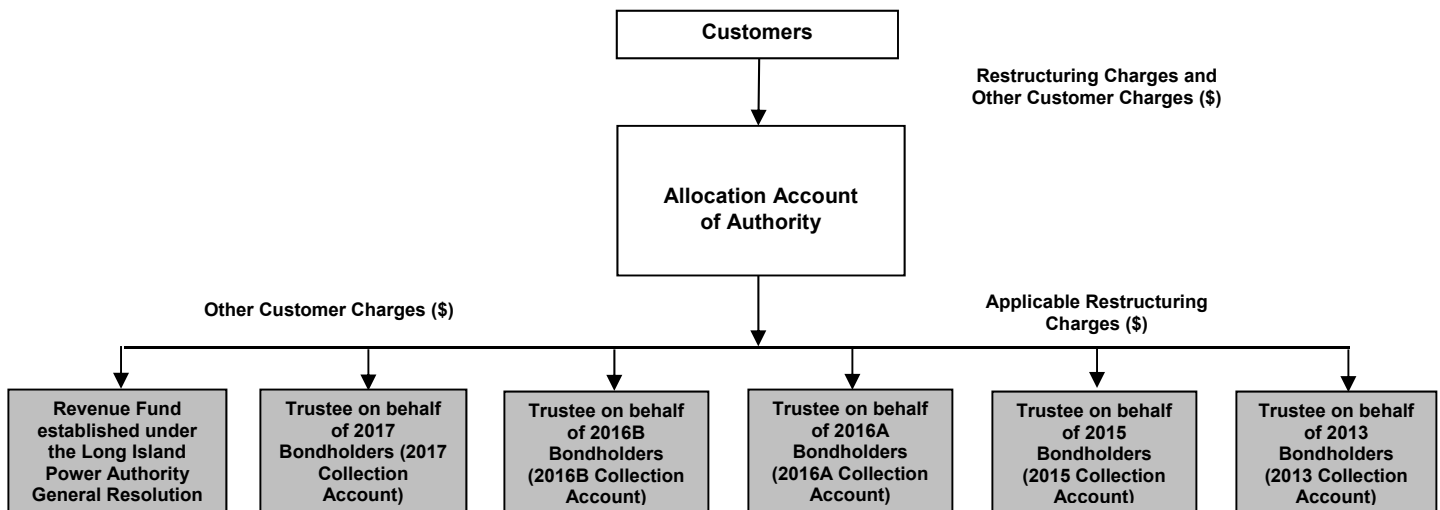 Customers
Restructuring Charges and
Other Customer Charges ($)
Allocation Account
of Authority
Other Customer Charges ($)
Applicable Restructuring
Charges ($)
Revenue Fund
established under
the Long Island
Power Authority
General Resolution
Trustee on behalf
of 2017
Bondholders (2017
Collection
Account)
Trustee on behalf
of 2016B
Bondholders
(2016B Collection
Account)
Trustee on behalf
of 2016A
Bondholders
(2016A Collection
Account)
Trustee on behalf
of 2015
Bondholders
(2015 Collection
Account)
Trustee on behalf
of 2013
Bondholders
(2013 Collection
Account)